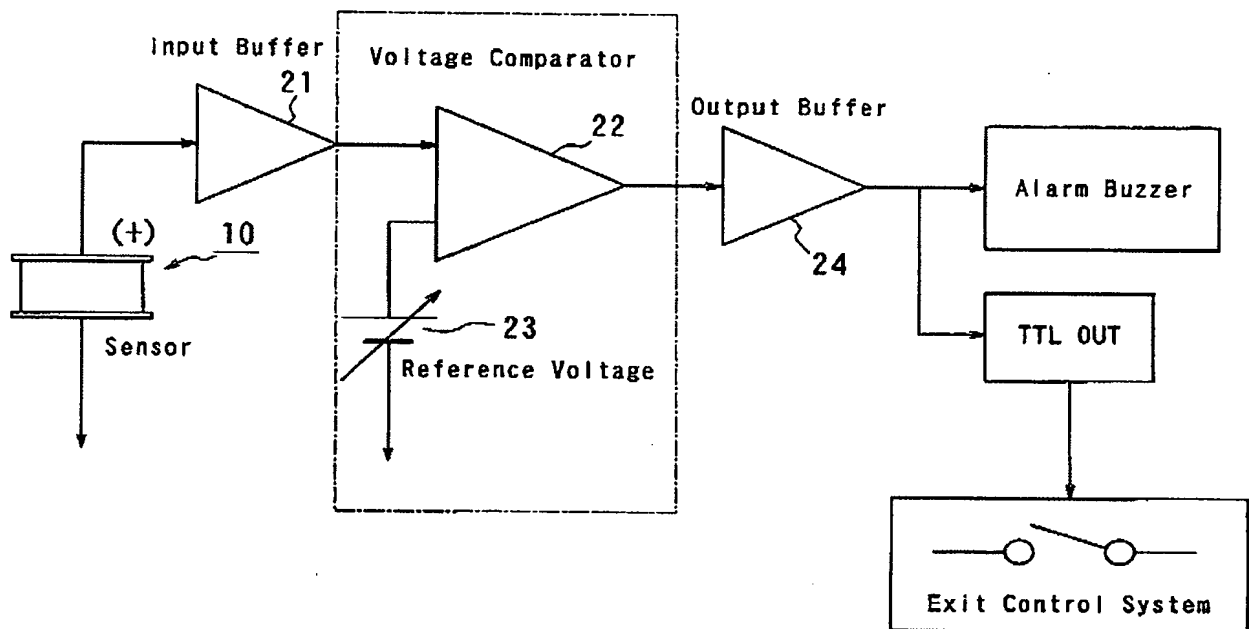 Input Buffer
21
Voltage Comparator
22
Output Buffer
Alarm Buzzer
(+)
10
24
23
Sensor
Reference Voltage
TTL OUT
Exit Control System